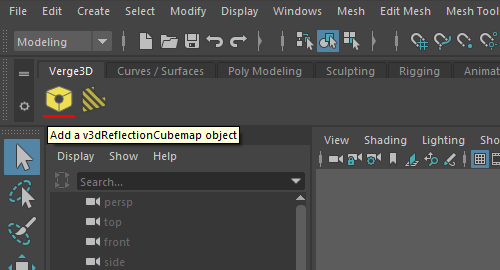 File Edit Create Select Modify Display Windows Mesh Edit Mesh Mesh Tool
Modeling
Verge3D Curves / Surfaces Poly Modeling Sculpting Rigging Animat
Add a v3dReflectionCubemap object
Display Show Help
View Shading Lighting Sho
Search...
persp
top
front
side